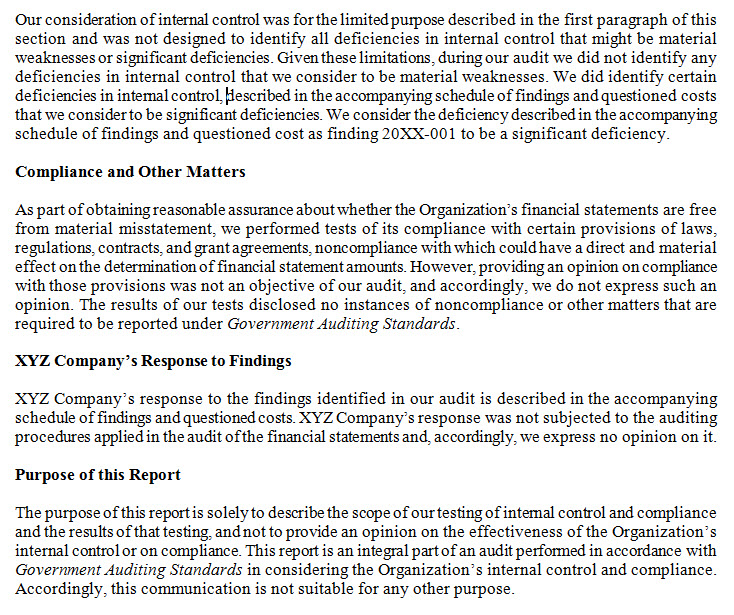 Our consideration of internal control was for the limited purpose described in the first paragraph of this
section and was not designed to identify all deficiencies in internal control that might be material
weaknesses or significant deficiencies. Given these limitations, during our audit we did not identify any
deficiencies in internal control that we consider to be material weaknesses. We did identify certain
deficiencies in internal control, described in the accompanying schedule of findings and questioned costs
that we consider to be significant deficiencies. We consider the deficiency described in the accompanying
schedule of findings and questioned cost as finding 20XX-001 to be a significant deficiency.
Compliance and Other Matters
As part of obtaining reasonable assurance about whether the Organization's financial statements are free
from material misstatement, we performed tests of its compliance with certain provisions of laws,
regulations, contracts, and grant agreements, noncompliance with which could have a direct and material
effect on the determination of financial statement amounts. However, providing an opinion on compliance
with those provisions was not an objective of our audit, and accordingly, we do not express such an
opinion. The results of our tests disclosed no instances of noncompliance or other matters that are
required to be reported under Government Auditing Standards.
XYZ Company's Response to Findings
XYZ Company's response to the findings identified in our audit is described in the accompanying
schedule of findings and questioned costs. XYZ Company's response was not subjected to the auditing
procedures applied in the audit of the financial statements and, accordingly, we express no opinion on it.
Purpose of this Report
The purpose of this report is solely to describe the scope of our testing of internal control and compliance
and the results of that testing, and not to provide an opinion on the effectiveness of the Organization's
internal control or on compliance. This report is an integral part of an audit performed in accordance with
Government Auditing Standards in considering the Organization's internal control and compliance.
Accordingly, this communication is not suitable for any other purpose.